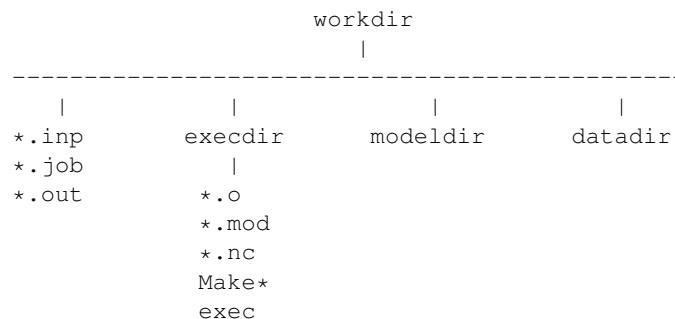 workdir
|
-----------------------------------------------
| | | |
*.inp execdir modeldir datadir
*.job |
*.out *.o
*.mod
*.nc
Make*
exec